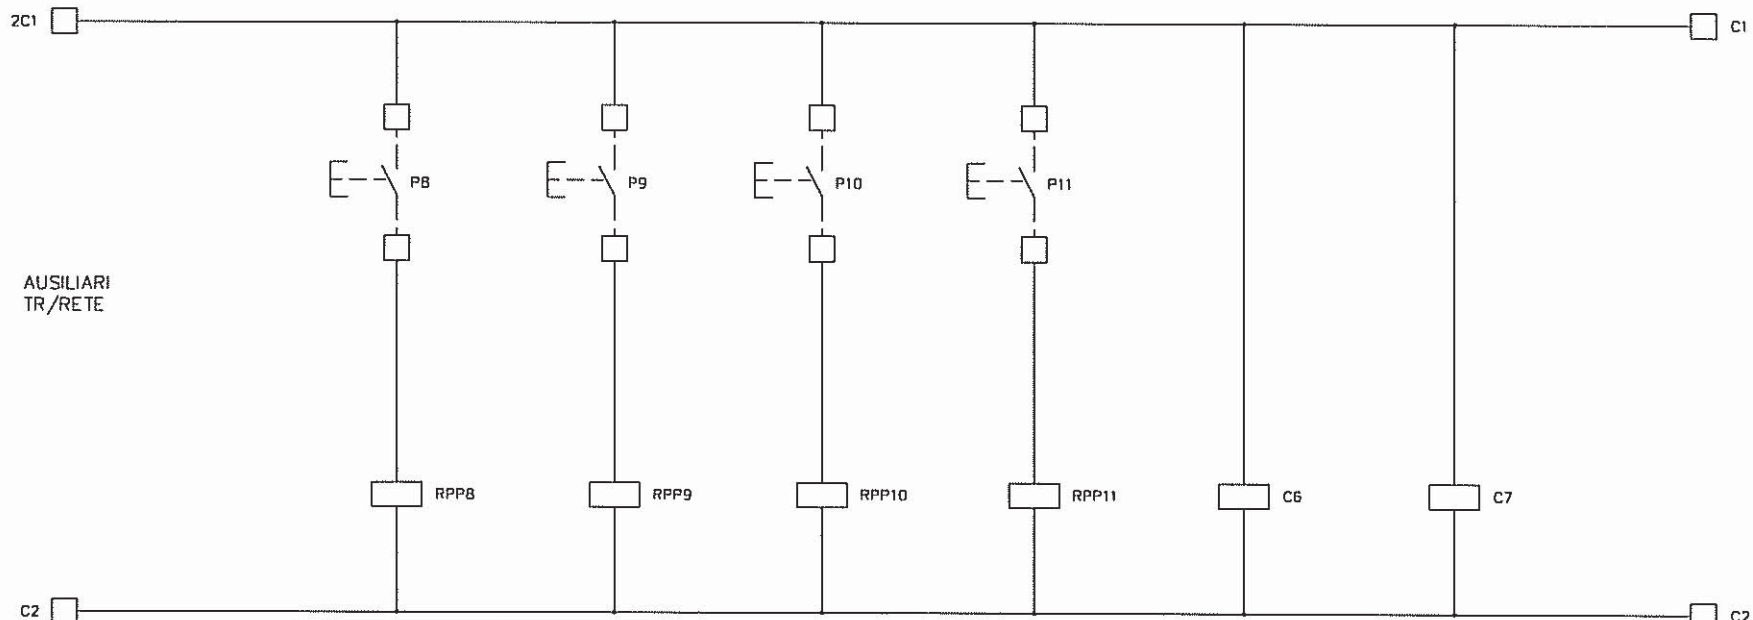 2C1
C1
P8
P9
P10
P11
AUSILIARI
TR/RETE
RPP8
RPP9
RPP10
RPP11
C6
C7
C2
C2